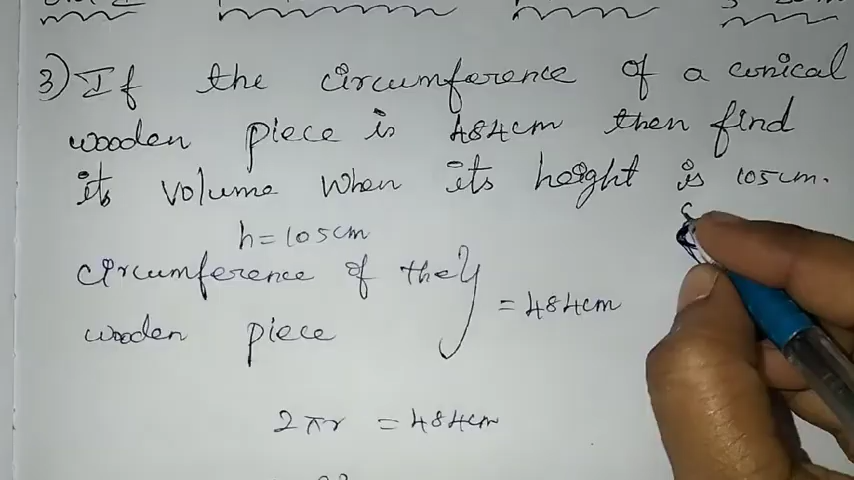 3) If the circumference of a conical
wooden piece is 484cm then find
its volume when its height is 105cm.
h=105cm
circumference of the
wooden piece
= 484cm
2πr = 484cm